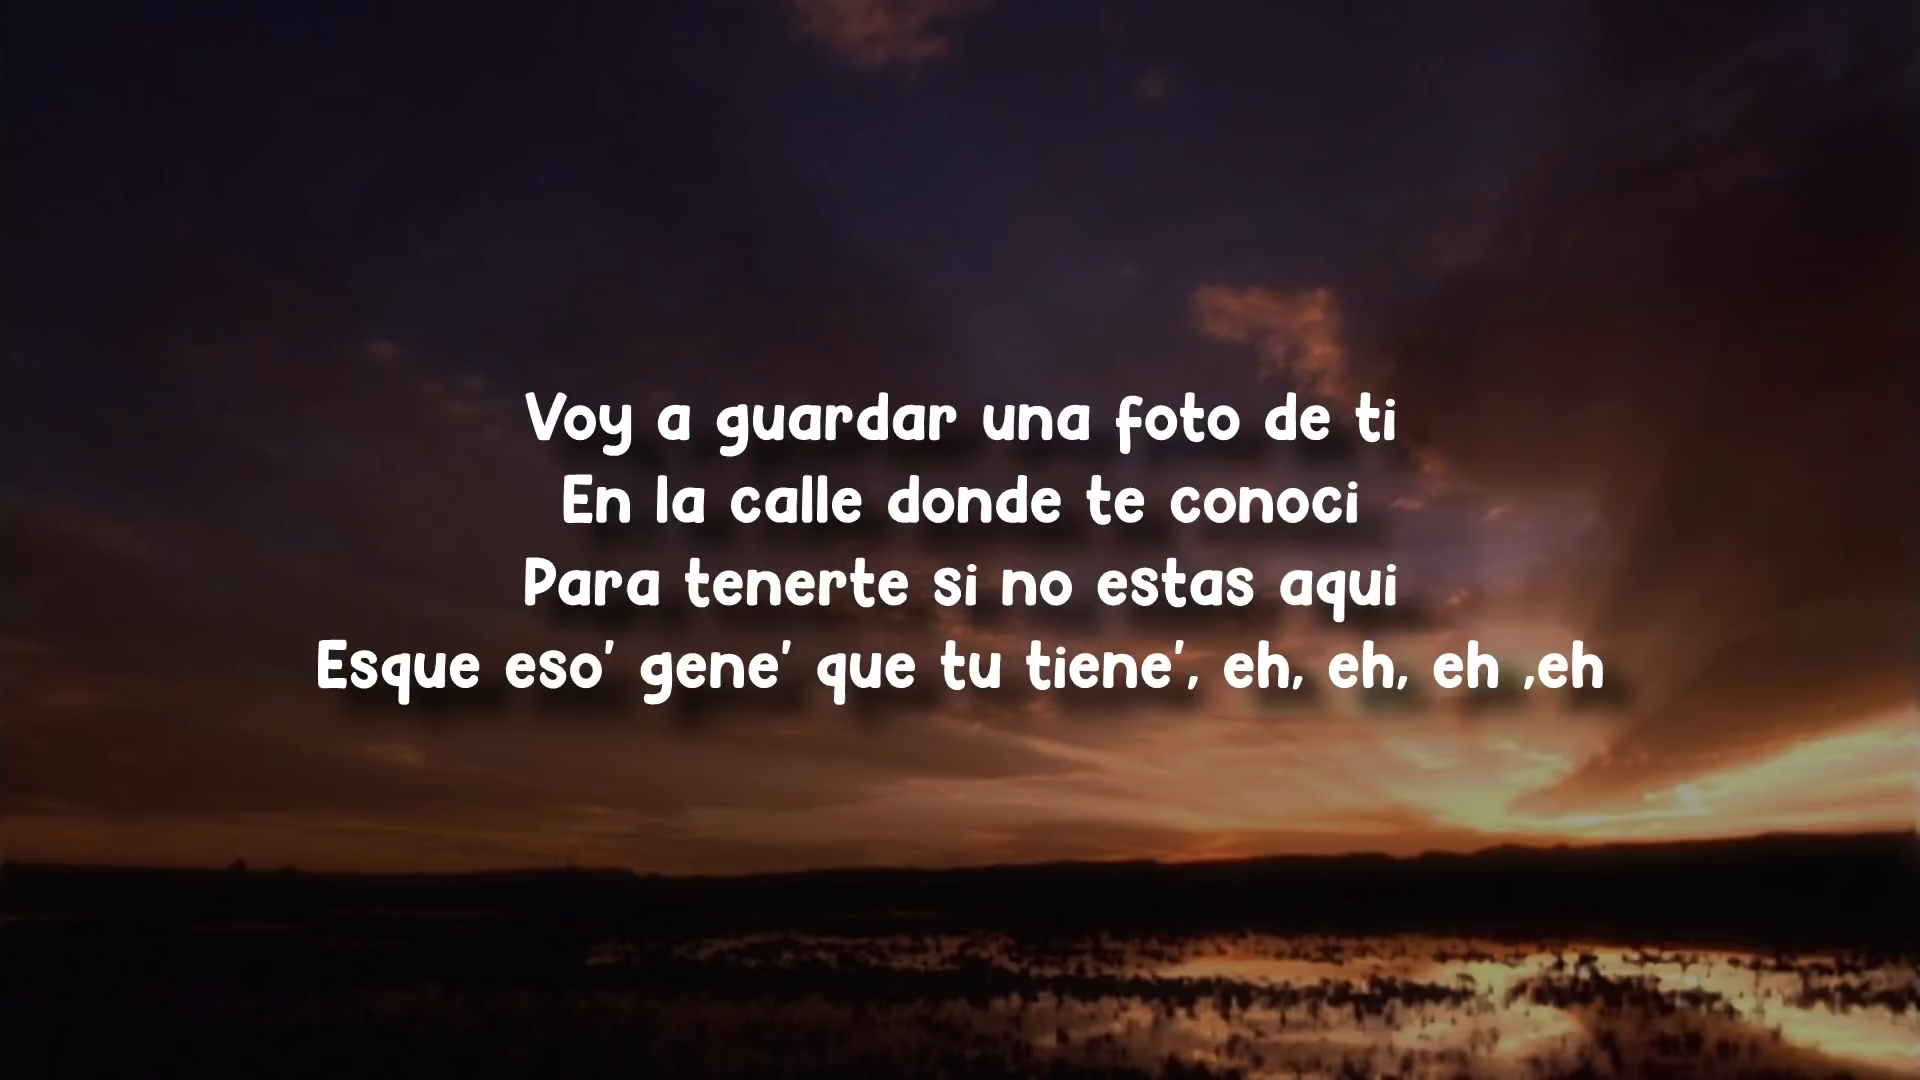 Voy a guardar una foto de ti
En la calle donde te conoci
Para tenerte si no estas aqui
Esque eso' gene' que tu tiene', eh, eh, eh ,eh